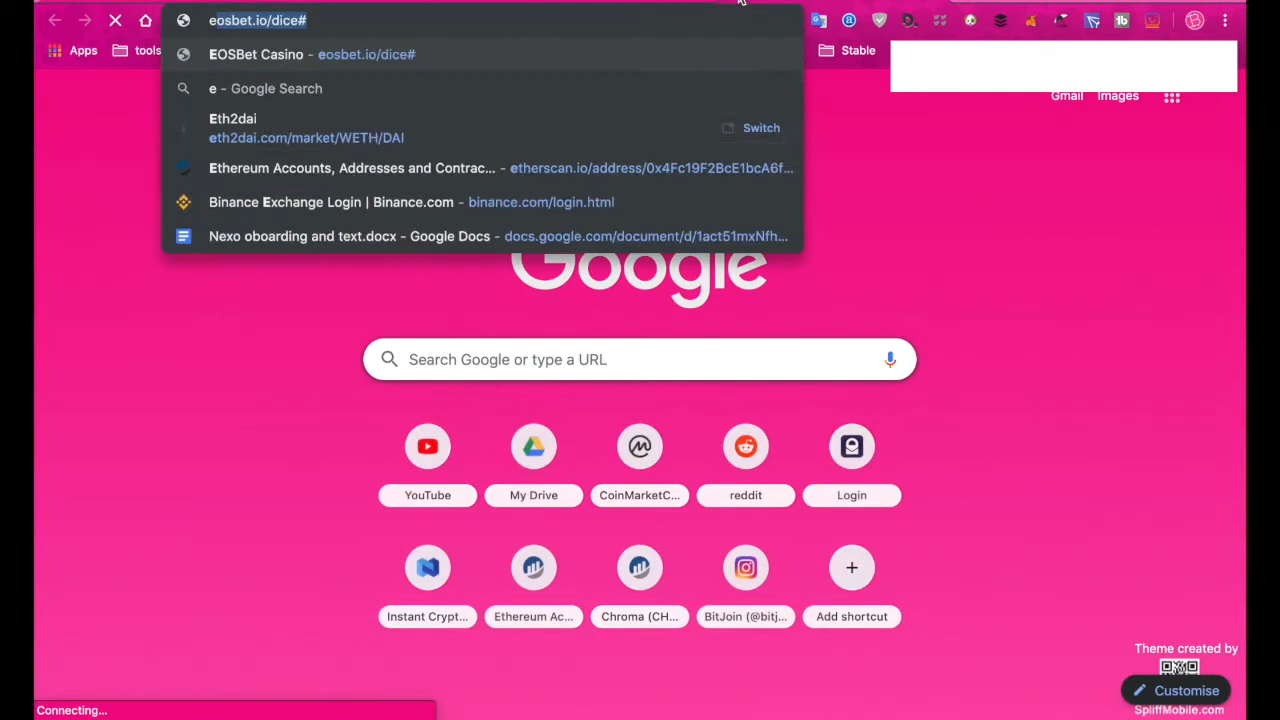 eosbet.io/dice#
Apps tools Stable
EOSBet Casino - eosbet.io/dice#
e - Google Search
Eth2dai
eth2dai.com/market/WETH/DAI Switch
Ethereum Accounts, Addresses and Contrac... - etherscan.io/address/0x4Fc19F2BcE1bcA6f...
Binance Exchange Login | Binance.com - binance.com/login.html
Nexo oboarding and text.docx - Google Docs - docs.google.com/document/d/1act51mxNfh...
Gmail Images
Google
Search Google or type a URL
YouTube My Drive CoinMarketC... reddit Login
Instant Crypt... Ethereum Ac... Chroma (CH... BitJoin (@bitj... Add shortcut
Theme created by
Customise
SpliffMobile.com
Connecting...